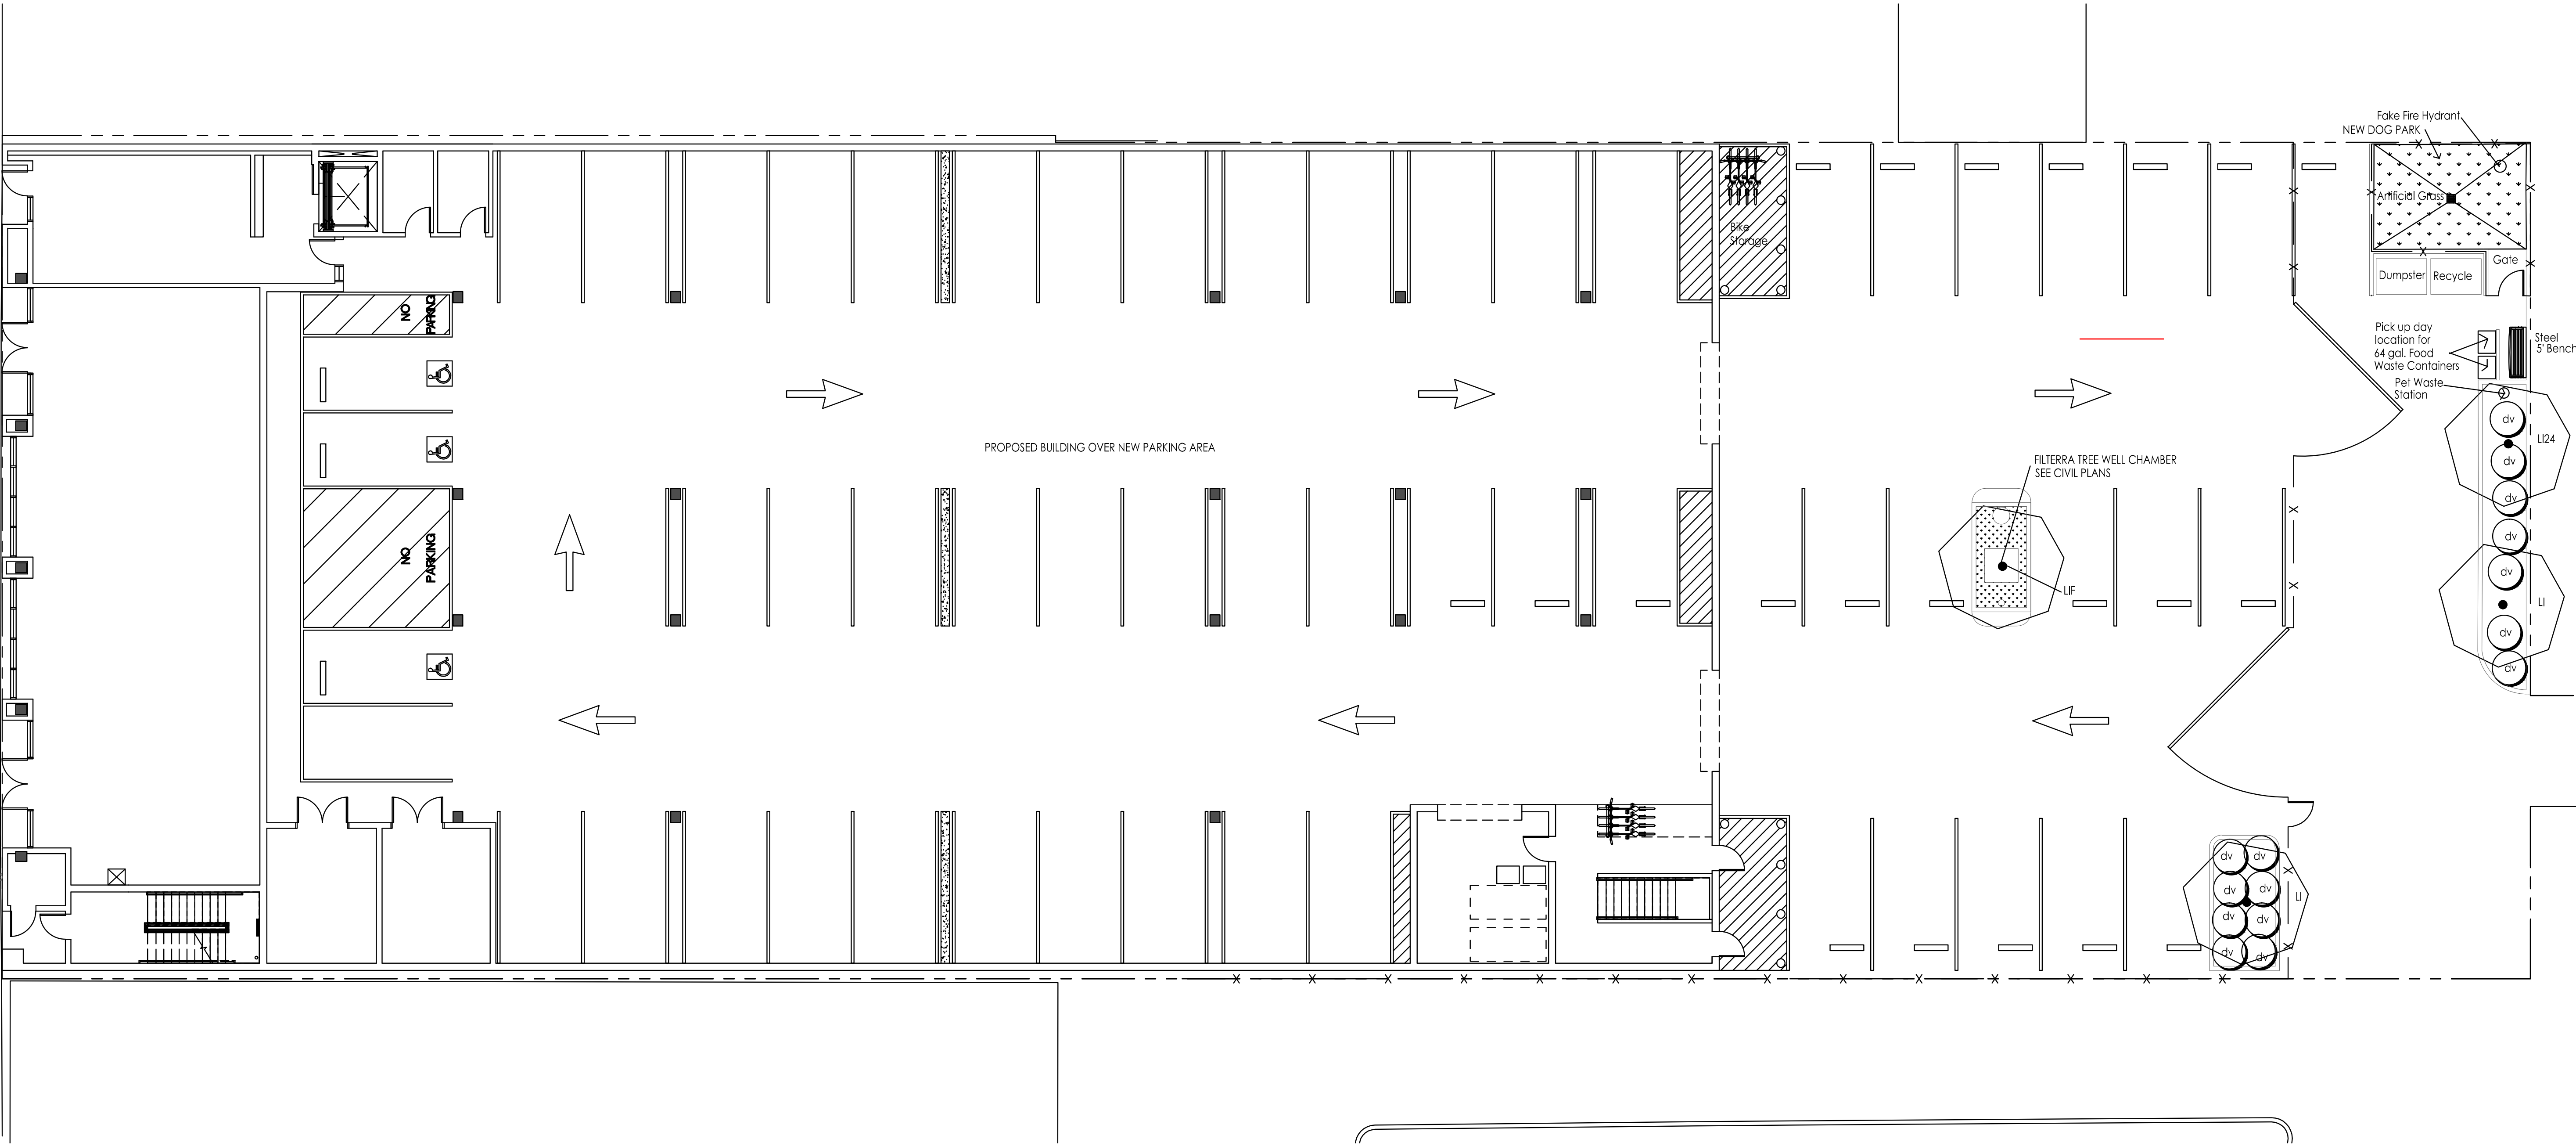 Fake Fire Hydrant
NEW DOG PARK
Artificial Grass
Bike
Storage
Gate
Dumpster
Recycle
NO
PARKING
Pick up day
location for
64 gal. Food
Waste Containers
Steel
5' Bench
Pet Waste
Station
dv
LI24
PROPOSED BUILDING OVER NEW PARKING AREA
dv
FILTERRA TREE WELL CHAMBER
SEE CIVIL PLANS
dv
dv
NO
PARKING
dv
LIF
LI
dv
dv
dv
dv
dv
dv
LI
dv
dv
dv
dv